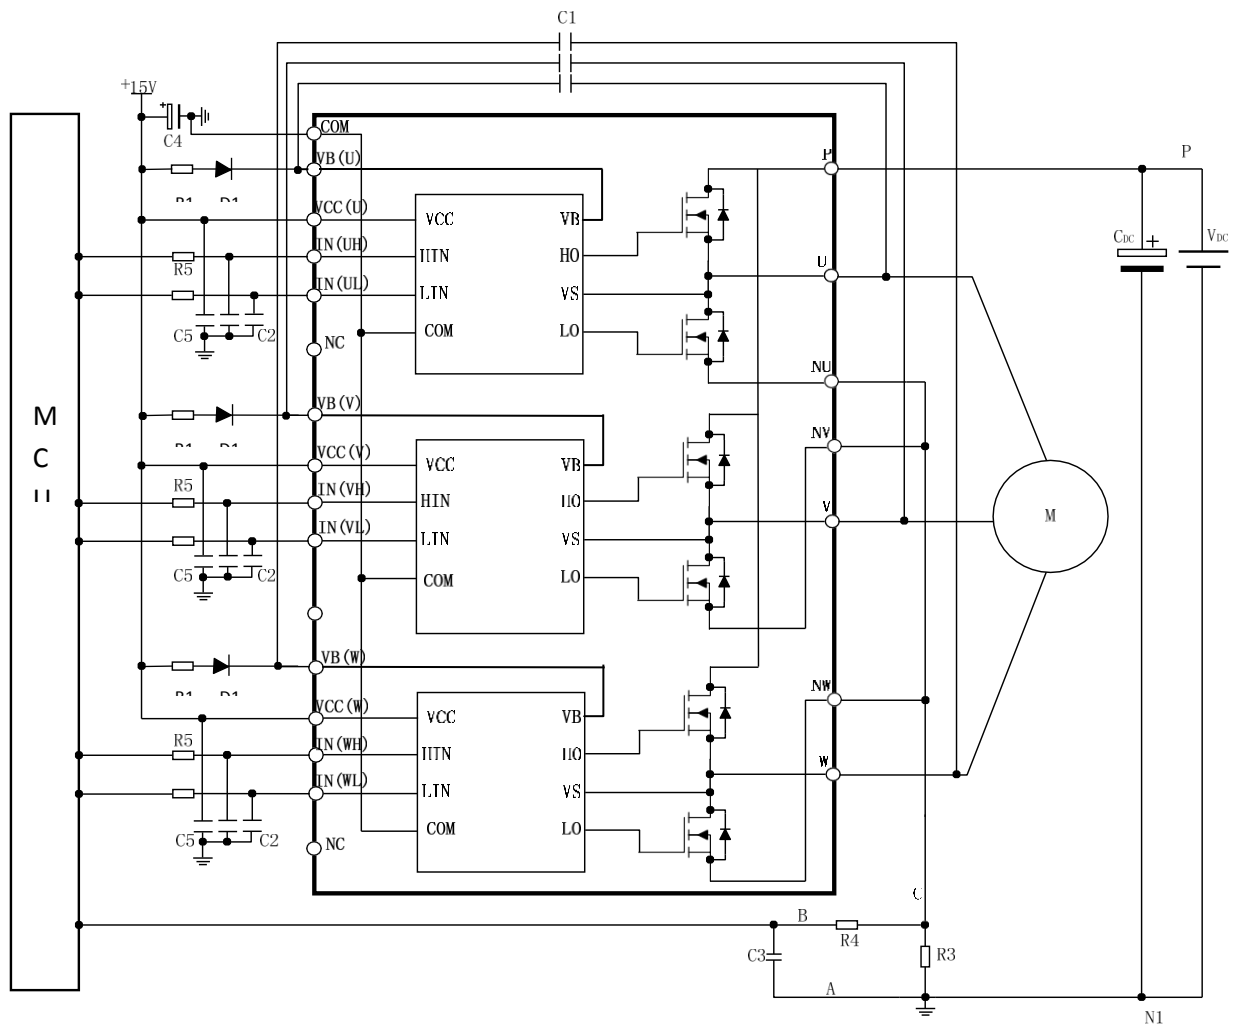 C1
+15V
C4
COM
VB(U)
P
P
R1 D1
VCC(U)
VCC
VB
IN(UH)
HIN
HO
U
CDC
+
VDC
R5
IN(UL)
LIN
VS
C5
C2
COM
LO
NC
NU
M
C
U
VB(V)
R1 D1
NV
VCC(V)
VCC
VB
R5
IN(VH)
HIN
HO
V
M
IN(VL)
LIN
VS
C5
C2
COM
LO
VB(W)
R1 D1
NW
VCC(W)
VCC
VB
R5
IN(WH)
HIN
HO
W
IN(WL)
LIN
VS
C5
C2
COM
LO
NC
C
B
R4
C3
R3
A
N1